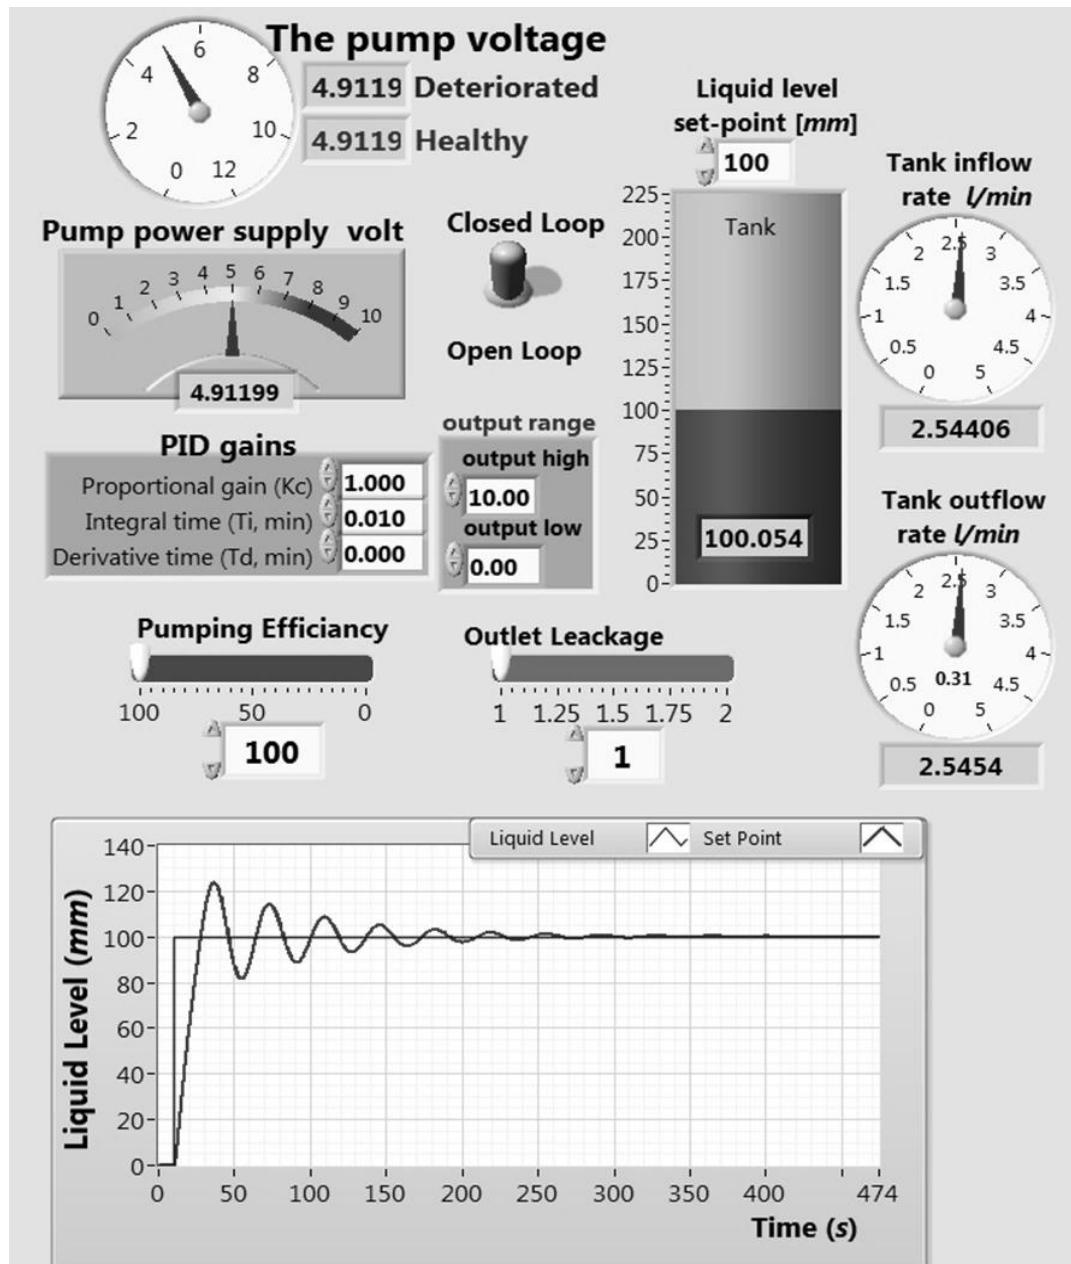 The pump voltage
0 2 4 6 8 10 12
4.9119 Deteriorated
4.9119 Healthy
Pump power supply volt
0 1 2 3 4 5 6 7 8 9 10
4.91199
Closed Loop
Open Loop
Liquid level
set-point [mm]
100
225
200
175
150
125
100
75
50
25
0
Tank
100.054
Tank inflow
rate l/min
0 0.5 1 1.5 2 2.5 3 3.5 4 4.5 5
2.54406
PID gains
Proportional gain (Kc) 1.000
Integral time (Ti, min) 0.010
Derivative time (Td, min) 0.000
output range
output high
10.00
output low
0.00
Tank outflow
rate l/min
0 0.5 1 1.5 2 2.5 3 3.5 4 4.5 5
0.31
2.5454
Pumping Efficiancy
100 50 0
100
Outlet Leackage
1 1.25 1.5 1.75 2
1
Liquid Level Set Point
Liquid Level (mm)
140
120
100
80
60
40
20
0
0 50 100 150 200 250 300 350 400 474
Time (s)